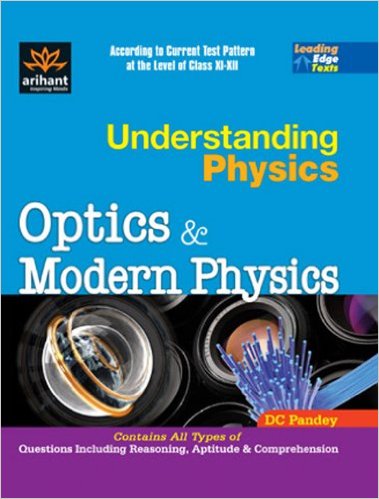 arihant
Inspiring Minds
According to Current Test Pattern
at the Level of Class XI-XII
Leading
Edge
Texts
Understanding
Physics
Optics &
Modern Physics
DC Pandey
Contains All Types of
Questions Including Reasoning, Aptitude & Comprehension